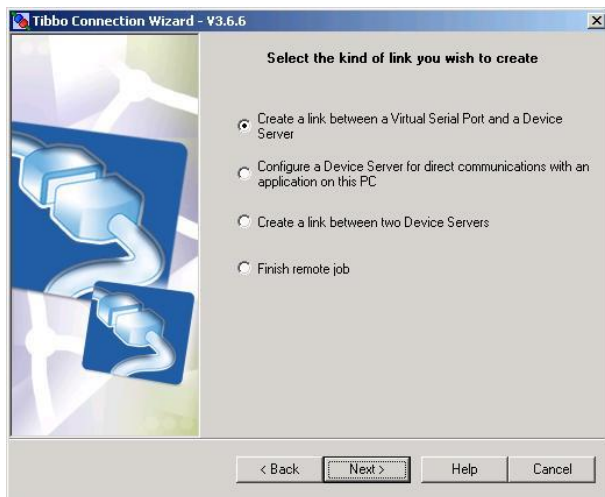 Tibbo Connection Wizard - V3.6.6
Select the kind of link you wish to create
Create a link between a Virtual Serial Port and a Device
Server
Configure a Device Server for direct communications with an
application on this PC
Create a link between two Device Servers
Finish remote job
< Back
Next >
Help
Cancel